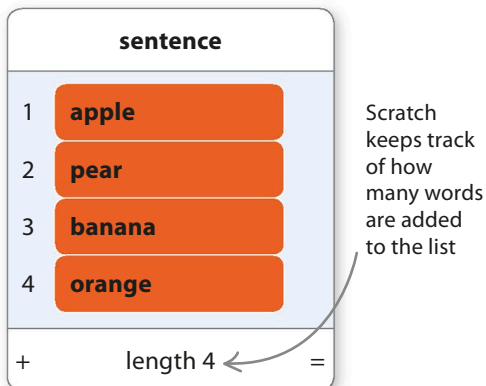 sentence
1 apple
2 pear
3 banana
4 orange
+ length 4 =
Scratch
keeps track
of how
many words
are added
to the list